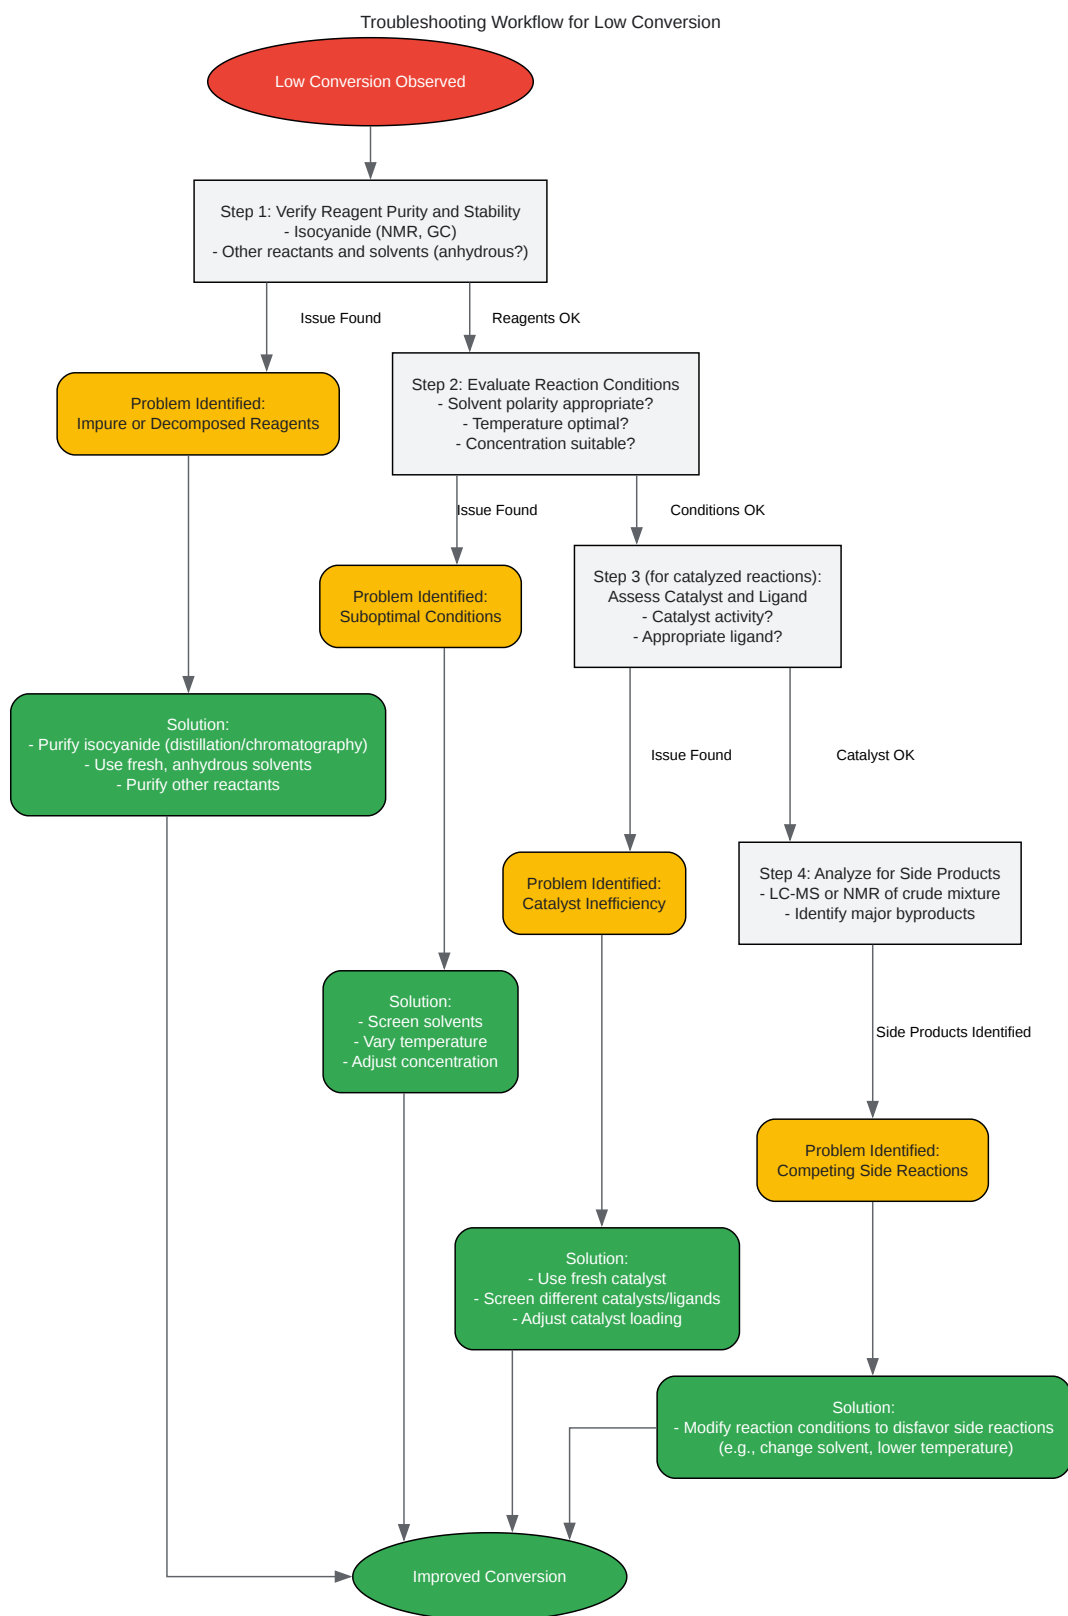 Troubleshooting Workflow for Low Conversion
Low Conversion Observed
Step 1: Verify Reagent Purity and Stability
- Isocyanide (NMR, GC)
- Other reactants and solvents (anhydrous?)
Issue Found
Reagents OK
Problem Identified:
Impure or Decomposed Reagents
Step 2: Evaluate Reaction Conditions
- Solvent polarity appropriate?
- Temperature optimal?
- Concentration suitable?
Issue Found
Conditions OK
Problem Identified:
Suboptimal Conditions
Step 3 (for catalyzed reactions):
Assess Catalyst and Ligand
- Catalyst activity?
- Appropriate ligand?
Solution:
- Purify isocyanide (distillation/chromatography)
- Use fresh, anhydrous solvents
- Purify other reactants
Issue Found
Catalyst OK
Problem Identified:
Catalyst Inefficiency
Step 4: Analyze for Side Products
- LC-MS or NMR of crude mixture
- Identify major byproducts
Solution:
- Screen solvents
- Vary temperature
- Adjust concentration
Side Products Identified
Problem Identified:
Competing Side Reactions
Solution:
- Use fresh catalyst
- Screen different catalysts/ligands
- Adjust catalyst loading
Solution:
- Modify reaction conditions to disfavor side reactions
(e.g., change solvent, lower temperature)
Improved Conversion